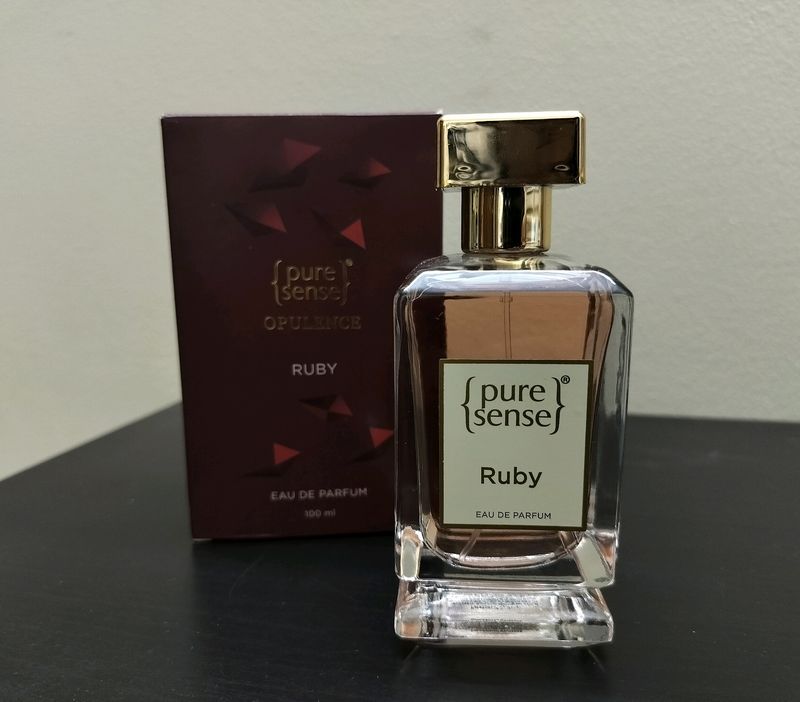 {pure
sense}®
OPULENCE
RUBY
EAU DE PARFUM
100 ml
{pure
sense}®
Ruby
EAU DE PARFUM